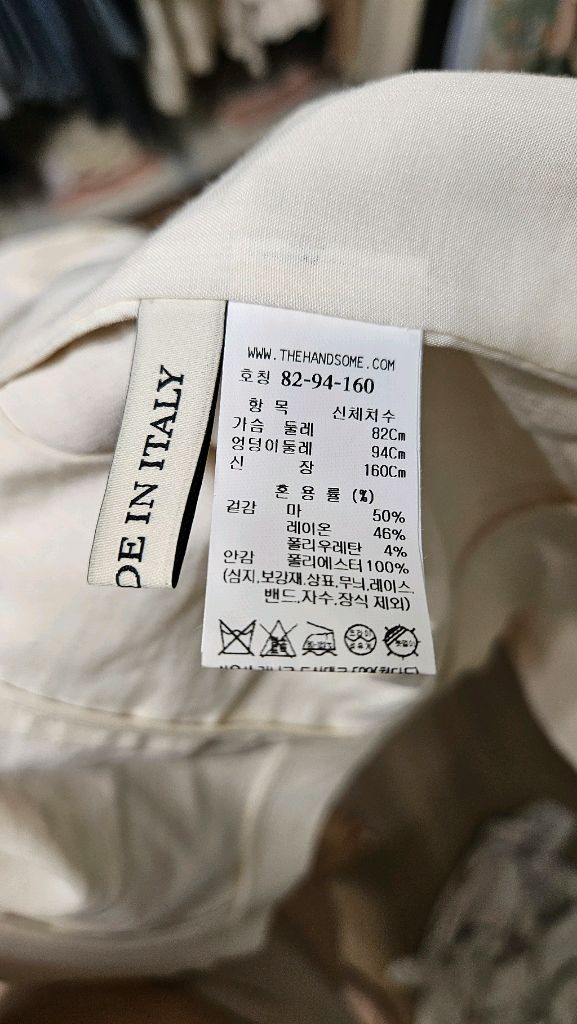 DE IN ITALY
WWW.THEHANDSOME.COM
호칭 82-94-160
항 목 신체치수
가슴 둘레 82Cm
엉덩이둘레 94Cm
신 장 160Cm
혼 용 률 (%)
겉감 마 50%
레이온 46%
폴리우레탄 4%
안감 폴리에스터 100%
(심지,보강재,상표,무늬,레이스,
밴드,자수,장식 제외)